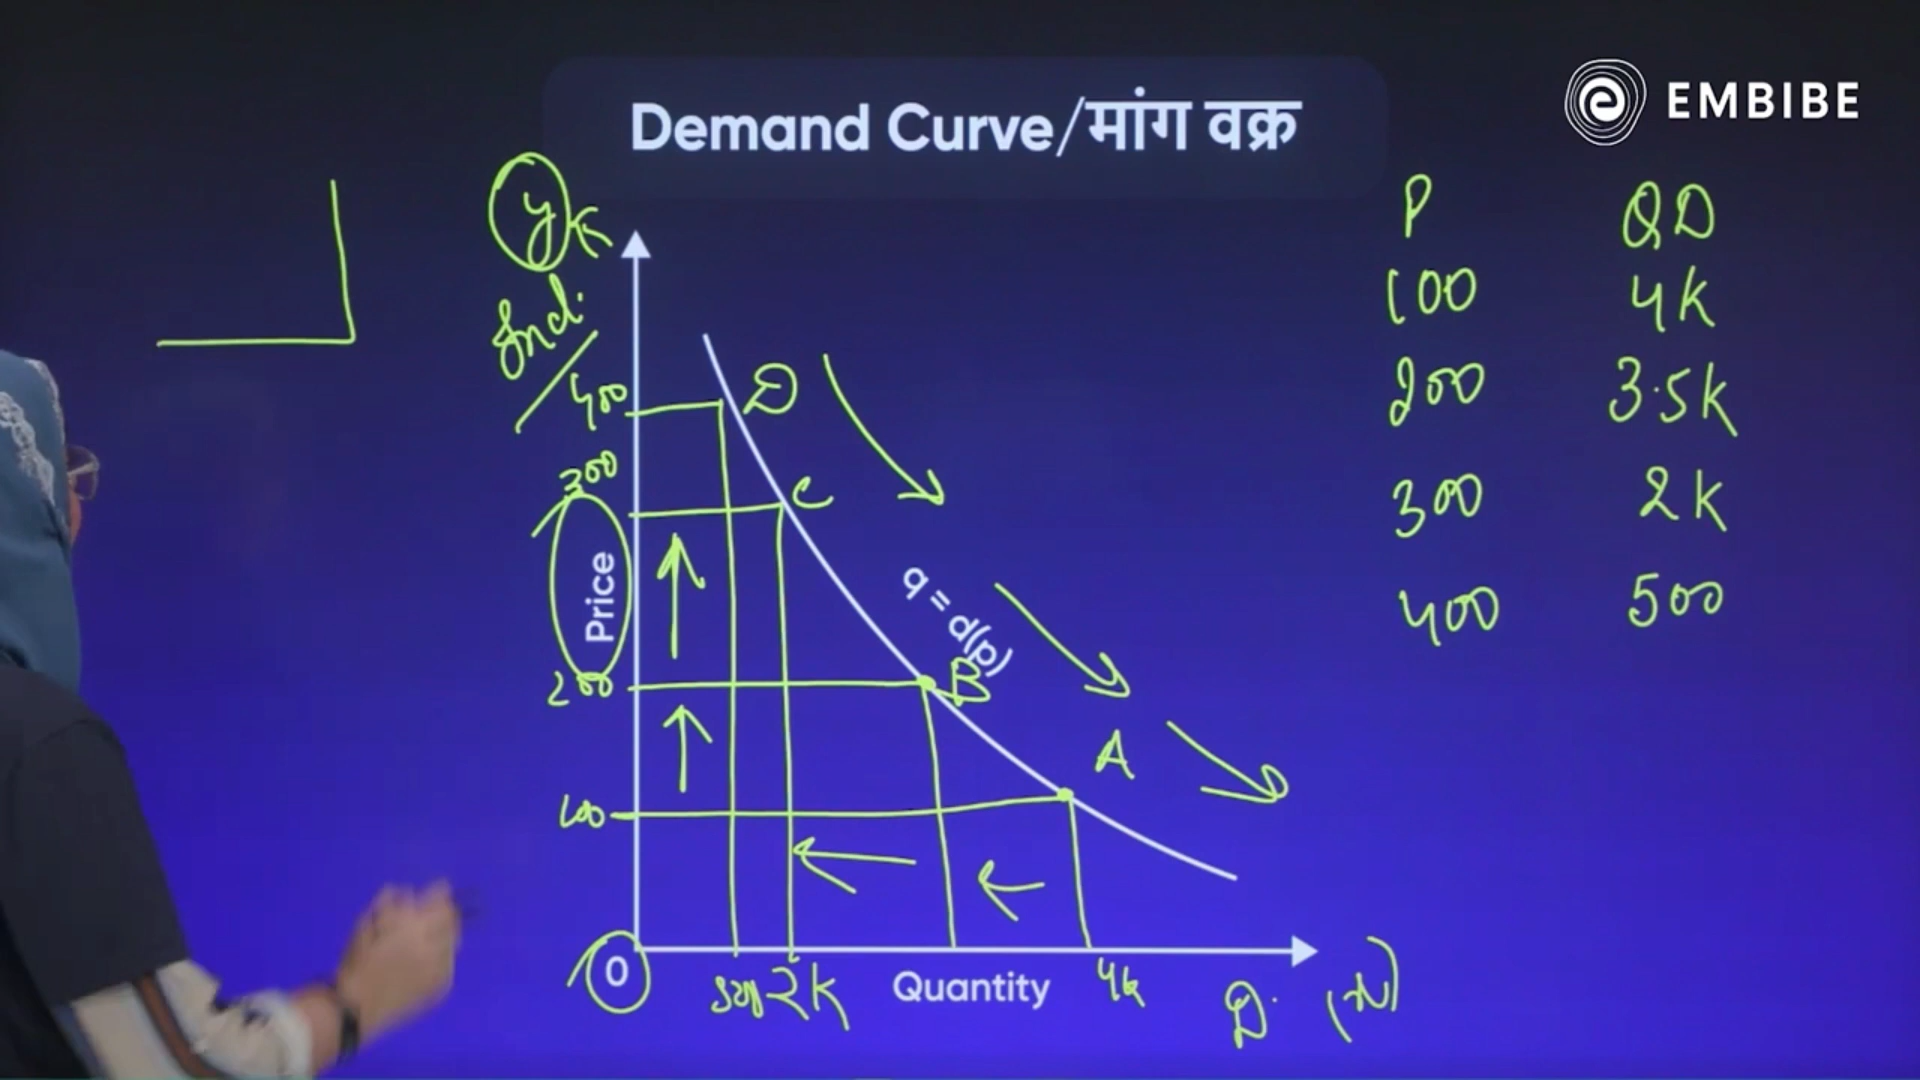 Demand Curve/मांग वक्र
EMBIBE
y
Ind.
400
300
Price
200
100
0
500 2K
Quantity
4k
D. (x)
D
C
q = d(p)
B
A
P QD
100 4K
200 3.5K
300 2K
400 500